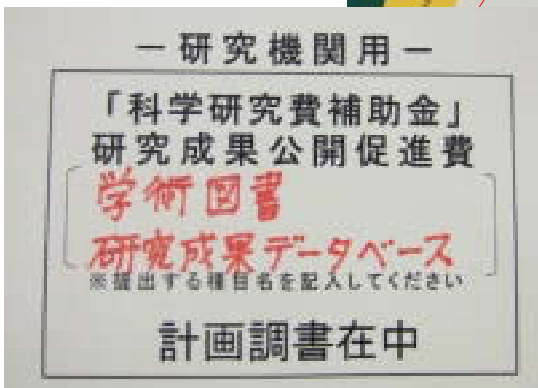 －研究機関用－
「科学研究費補助金」
研究成果公開促進費
学術図書
研究成果データベース
※提出する種目名を記入してください
計画調書在中